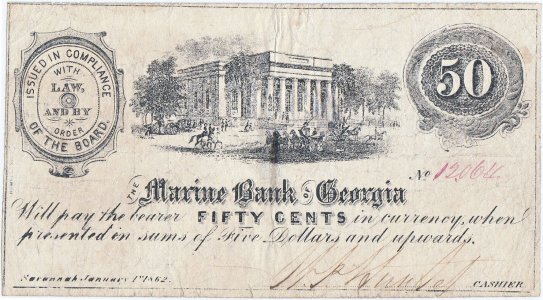 ISSUED IN COMPLIANCE
WITH
LAW,
AND BY
ORDER
OF THE BOARD.
50
No 12064
THE Marine Bank OF Georgia
Will pay the bearer FIFTY CENTS in currency, when
presented in sums of Five Dollars and upwards.
Savannah January 1st 1862.
CASHIER